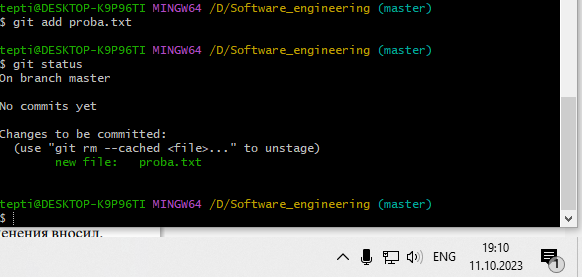 tepti@DESKTOP-K9P96TI MINGW64 /D/Software_engineering (master)
$ git add proba.txt
tepti@DESKTOP-K9P96TI MINGW64 /D/Software_engineering (master)
$ git status
On branch master
No commits yet
Changes to be committed:
(use "git rm --cached <file>..." to unstage)
new file: proba.txt
tepti@DESKTOP-K9P96TI MINGW64 /D/Software_engineering (master)
$
енения вносил.
ENG
19:10
11.10.2023
1